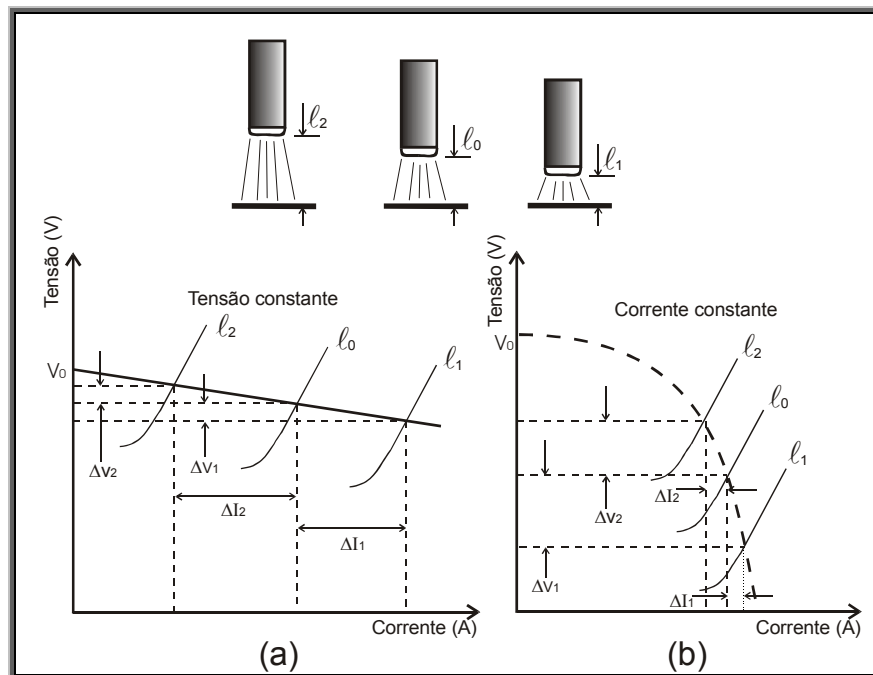 ℓ2
ℓ0
ℓ1
Tensão (V)
Tensão constante
ℓ2
ℓ0
ℓ1
V0
Δv2
Δv1
ΔI2
ΔI1
Corrente (A)
(a)
Tensão (V)
Corrente constante
V0
ℓ2
ℓ0
ℓ1
ΔI2
Δv2
Δv1
ΔI1
Corrente (A)
(b)